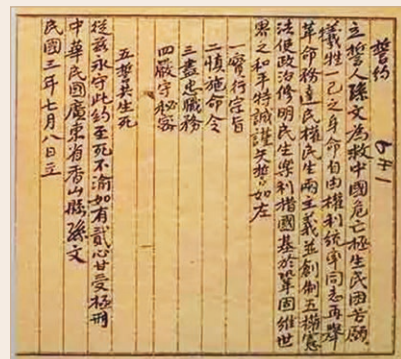 誓約
立誓人孫文為救中國危亡拯生民困苦願
犧牲一己之身命自由權利統率同志再舉
革命務達民權民生兩主義並創制五權憲
法使政治修明民生樂利措國基於鞏固維世
界之和平特誠謹矢誓如左
一實行宗旨
二慎施命令
三盡忠職務
四嚴守秘密
五誓共生死
從茲永守此約至死不渝如有貳心甘受極刑
中華民國廣東省香山縣孫文
民國三年七月八日立